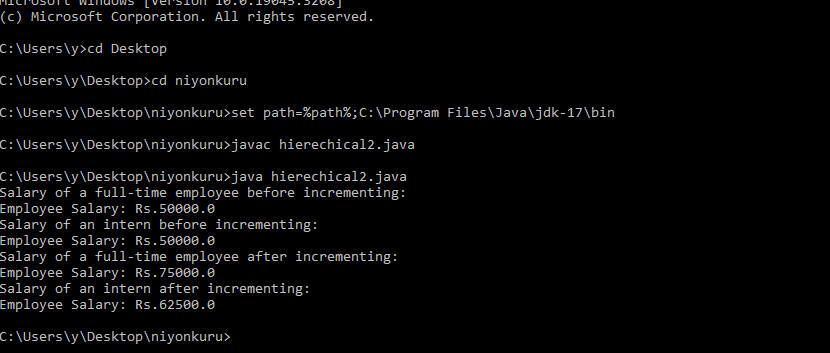 Microsoft Windows [Version 10.0.19045.3208]
(c) Microsoft Corporation. All rights reserved.
C:\Users\y>cd Desktop
C:\Users\y\Desktop>cd niyonkuru
C:\Users\y\Desktop\niyonkuru>set path=%path%;C:\Program Files\Java\jdk-17\bin
C:\Users\y\Desktop\niyonkuru>javac hierechical2.java
C:\Users\y\Desktop\niyonkuru>java hierechical2.java
Salary of a full-time employee before incrementing:
Employee Salary: Rs.50000.0
Salary of an intern before incrementing:
Employee Salary: Rs.50000.0
Salary of a full-time employee after incrementing:
Employee Salary: Rs.75000.0
Salary of an intern after incrementing:
Employee Salary: Rs.62500.0
C:\Users\y\Desktop\niyonkuru>